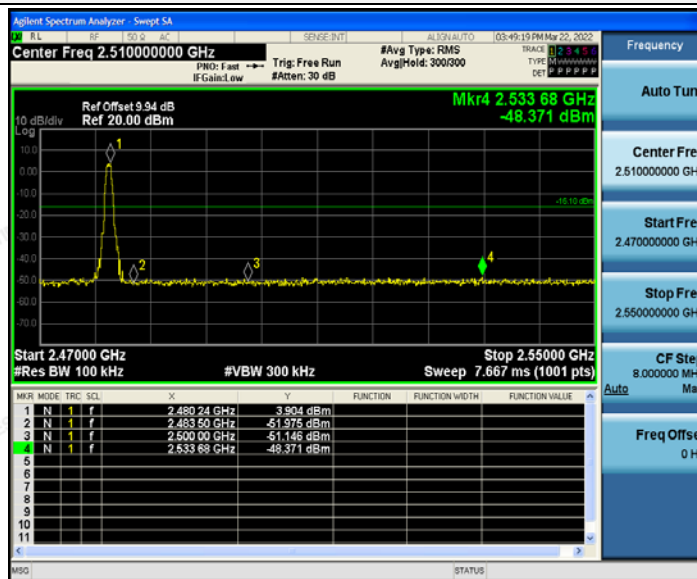 Agilent Spectrum Analyzer - Swept SA
RL RF 50 Ω AC SENSE:INT ALIGN AUTO 03:49:19 PM Mar 22, 2022
Center Freq 2.510000000 GHz
PNO: Fast Trig: Free Run
IFGain:Low #Atten: 30 dB
#Avg Type: RMS
Avg|Hold: 300/300
TRACE 1 2 3 4 5 6
TYPE M W W W W W
DET P P P P P P
Ref Offset 9.94 dB
10 dB/div Ref 20.00 dBm
Log
Mkr4 2.533 68 GHz
-48.371 dBm
10.0
0.00
-10.0
-20.0
-30.0
-40.0
-50.0
-60.0
-70.0
1
2
3
4
-16.10 dBm
Start 2.47000 GHz Stop 2.55000 GHz
#Res BW 100 kHz #VBW 300 kHz Sweep 7.667 ms (1001 pts)
MKR MODE TRC SCL X Y FUNCTION FUNCTION WIDTH FUNCTION VALUE
1 N 1 f 2.480 24 GHz 3.904 dBm
2 N 1 f 2.483 50 GHz -51.975 dBm
3 N 1 f 2.500 00 GHz -51.146 dBm
4 N 1 f 2.533 68 GHz -48.371 dBm
5
6
7
8
9
10
11
MSG STATUS
Frequency
Auto Tun
Center Fre
2.510000000 GH
Start Fre
2.470000000 GH
Stop Fre
2.550000000 GH
CF Ste
8.000000 MH
Auto Ma
Freq Offse
0 H